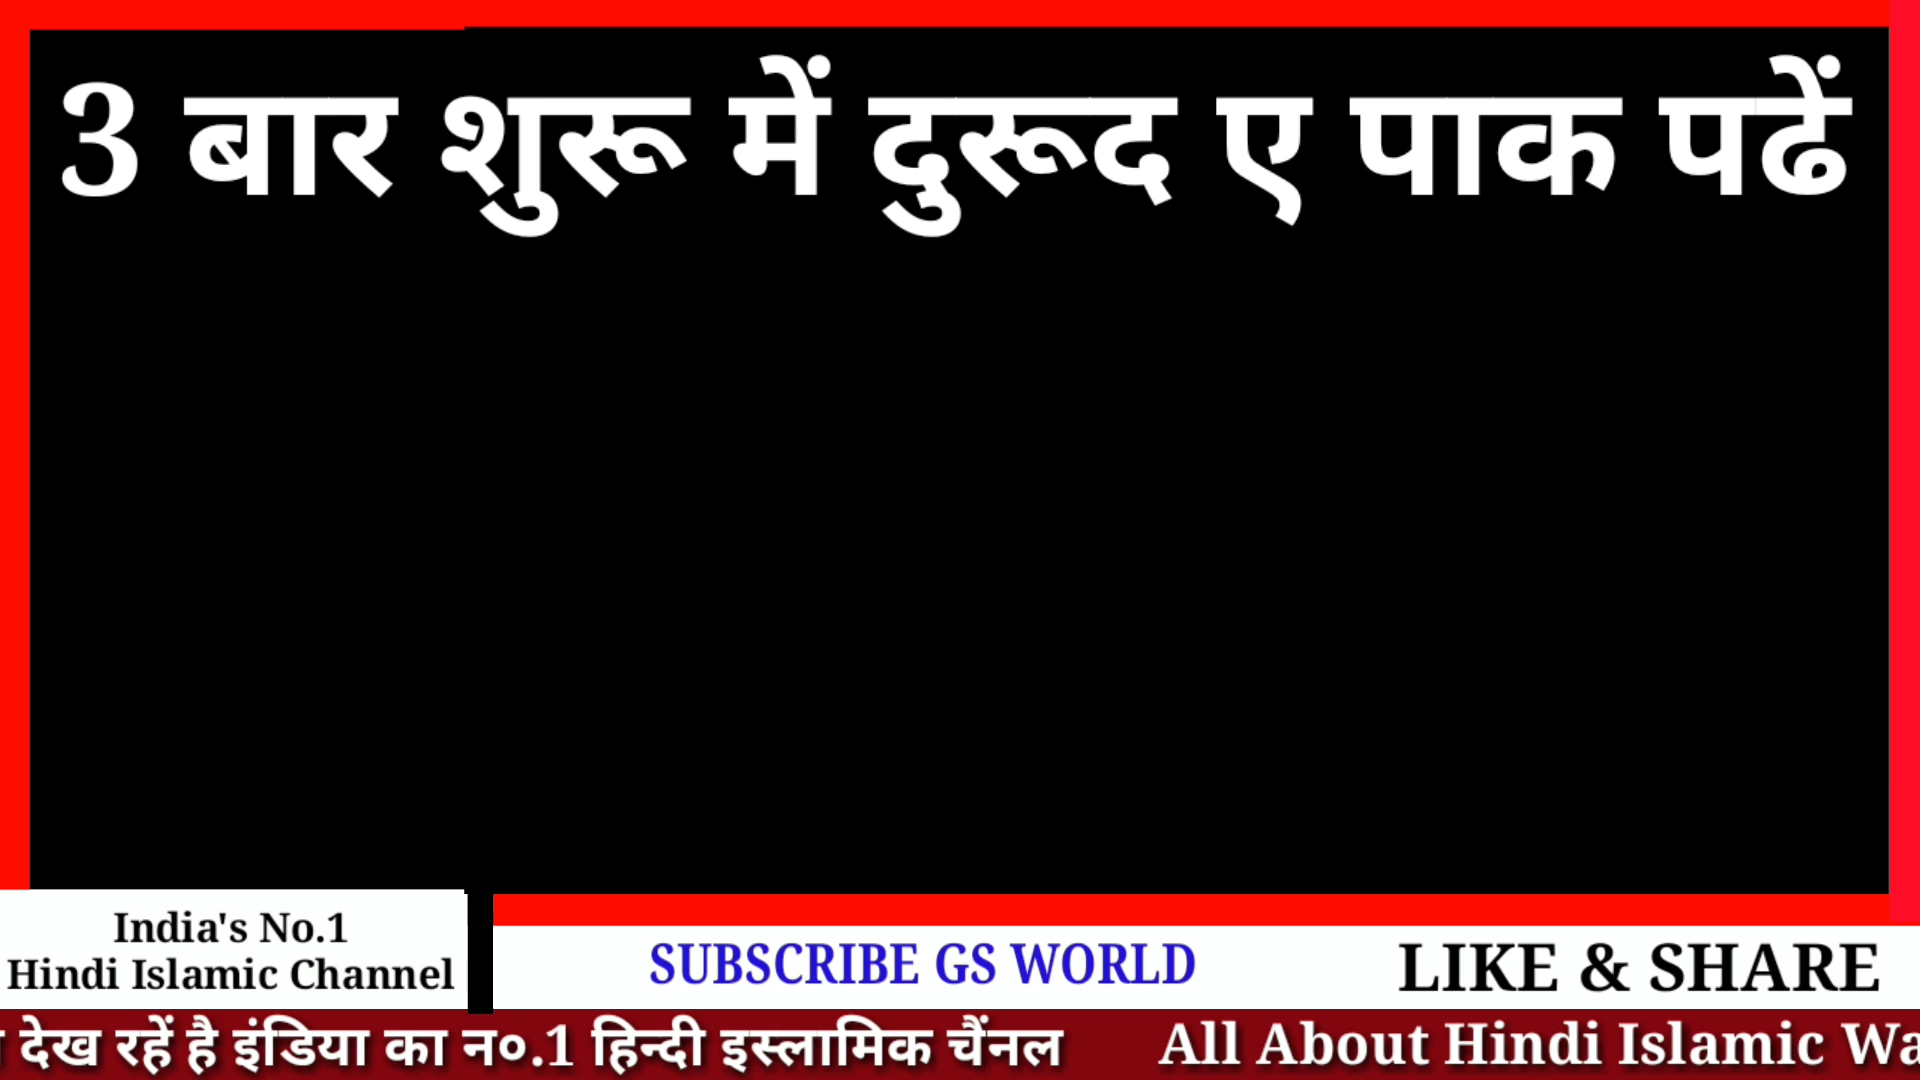 3 बार शुरू में दुरूद ए पाक पढें
India's No.1
Hindi Islamic Channel
SUBSCRIBE GS WORLD
LIKE & SHARE
देख रहें है इंडिया का न०.1 हिन्दी इस्लामिक चैंनल All About Hindi Islamic